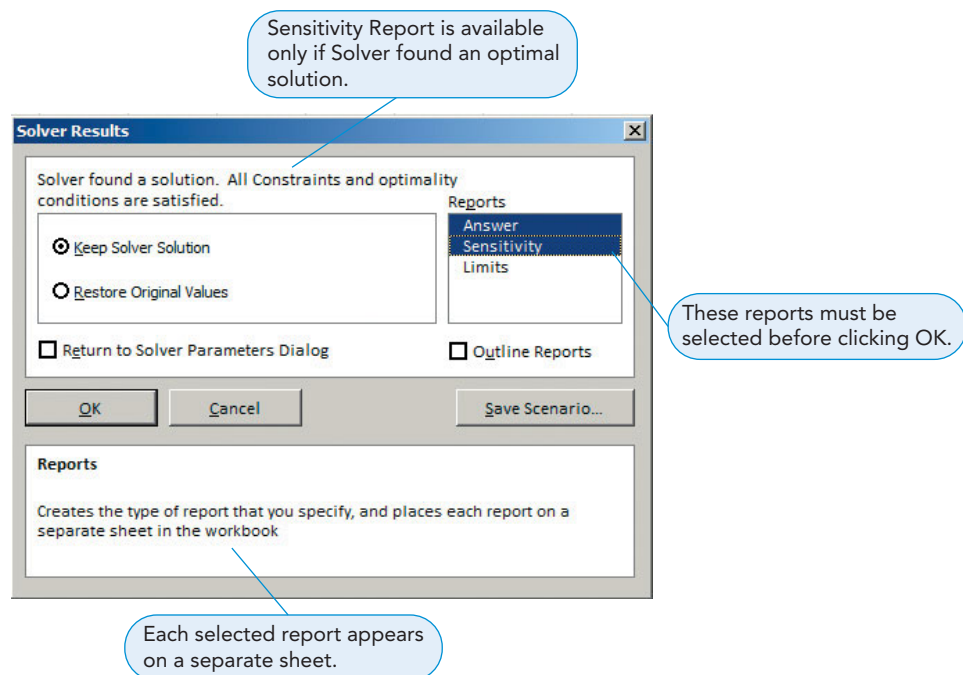 Sensitivity Report is available
only if Solver found an optimal
solution.
Solver Results
Solver found a solution. All Constraints and optimality
conditions are satisfied.
Reports
Answer
Sensitivity
Limits
Keep Solver Solution
Restore Original Values
These reports must be
selected before clicking OK.
Return to Solver Parameters Dialog
Outline Reports
OK
Cancel
Save Scenario...
Reports
Creates the type of report that you specify, and places each report on a
separate sheet in the workbook
Each selected report appears
on a separate sheet.